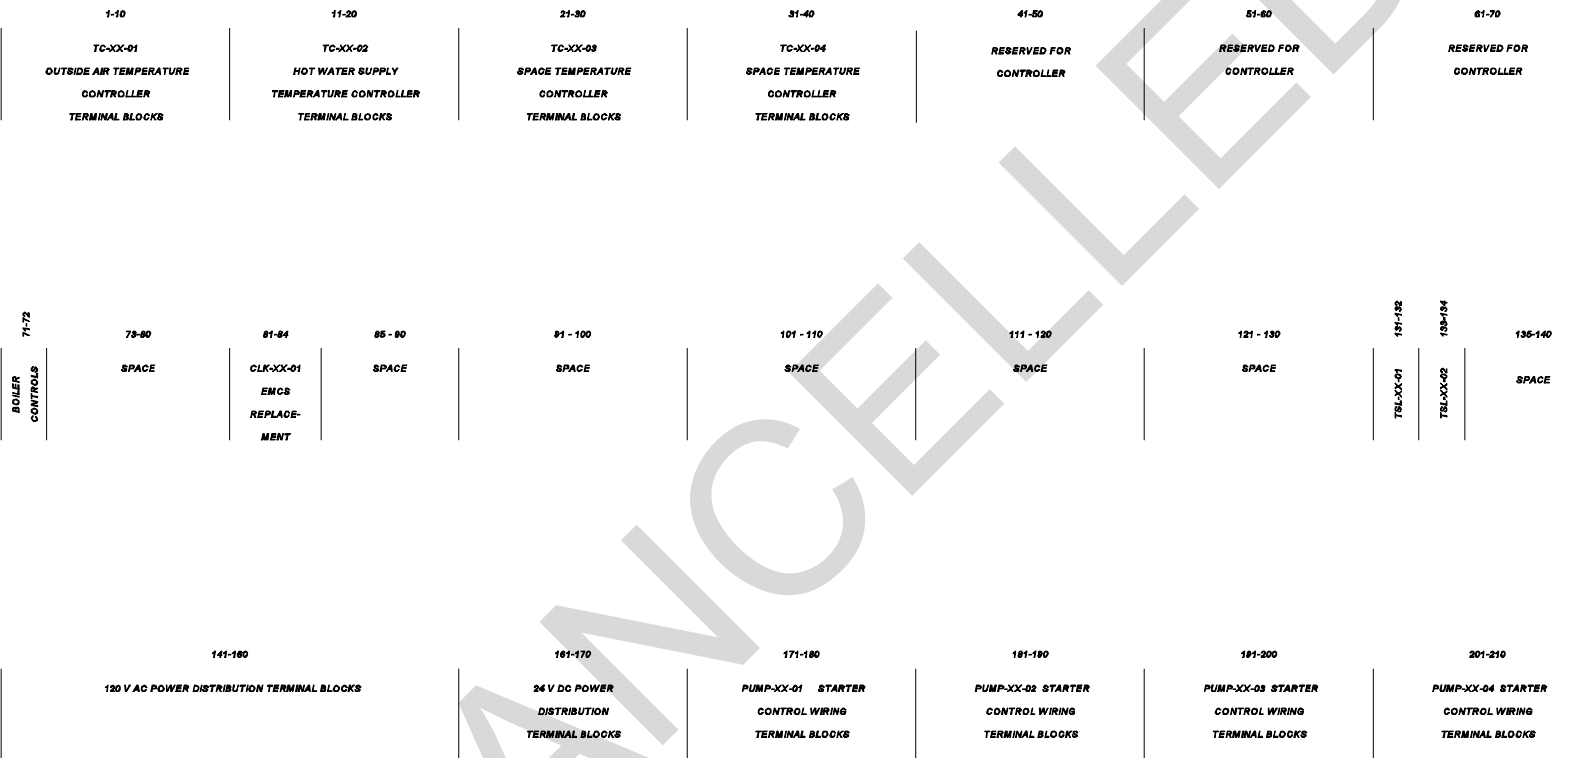 1-10 11-20 21-30 31-40 41-50 51-60 61-70
TC-XX-01
OUTSIDE AIR TEMPERATURE
CONTROLLER
TERMINAL BLOCKS
TC-XX-02
HOT WATER SUPPLY
TEMPERATURE CONTROLLER
TERMINAL BLOCKS
TC-XX-03
SPACE TEMPERATURE
CONTROLLER
TERMINAL BLOCKS
TC-XX-04
SPACE TEMPERATURE
CONTROLLER
TERMINAL BLOCKS
RESERVED FOR
CONTROLLER
RESERVED FOR
CONTROLLER
RESERVED FOR
CONTROLLER
71-72 73-80 81-84 85 - 90 91 - 100 101 - 110 111 - 120 121 - 130 131-132 133-134 135-140
BOILER
CONTROLS
SPACE
CLK-XX-01
EMCS
REPLACE-
MENT
SPACE
SPACE
SPACE
SPACE
SPACE
TSL-XX-01
TSL-XX-02
SPACE
141-160 161-170 171-180 181-190 191-200 201-210
120 V AC POWER DISTRIBUTION TERMINAL BLOCKS
24 V DC POWER
DISTRIBUTION
TERMINAL BLOCKS
PUMP-XX-01 STARTER
CONTROL WIRING
TERMINAL BLOCKS
PUMP-XX-02 STARTER
CONTROL WIRING
TERMINAL BLOCKS
PUMP-XX-03 STARTER
CONTROL WIRING
TERMINAL BLOCKS
PUMP-XX-04 STARTER
CONTROL WIRING
TERMINAL BLOCKS
ANCELLED